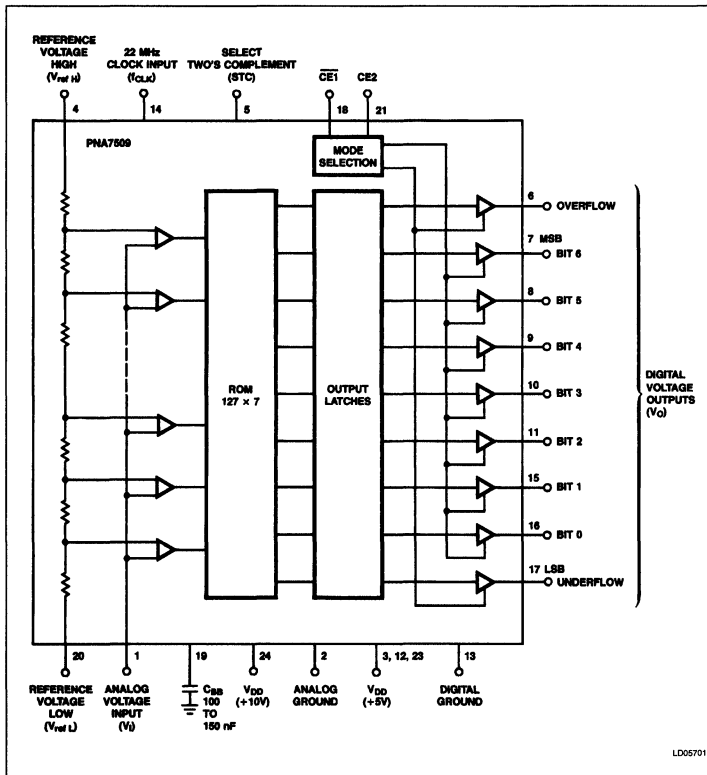 REFERENCE
VOLTAGE
HIGH
(Vref H)
4
22 MHz
CLOCK INPUT
(fCLK)
14
SELECT
TWO'S COMPLEMENT
(STC)
5
CE1
18
CE2
21
PNA7509
MODE
SELECTION
ROM
127 × 7
OUTPUT
LATCHES
6
OVERFLOW
7 MSB
BIT 6
8
BIT 5
9
BIT 4
10
BIT 3
11
BIT 2
15
BIT 1
16
BIT 0
17 LSB
UNDERFLOW
DIGITAL
VOLTAGE
OUTPUTS
(VO)
20
REFERENCE
VOLTAGE
LOW
(Vref L)
1
ANALOG
VOLTAGE
INPUT
(VI)
19
CBB
100
TO
150 nF
24
VDD
(+10V)
2
ANALOG
GROUND
3, 12, 23
VDD
(+5V)
13
DIGITAL
GROUND
LD05701